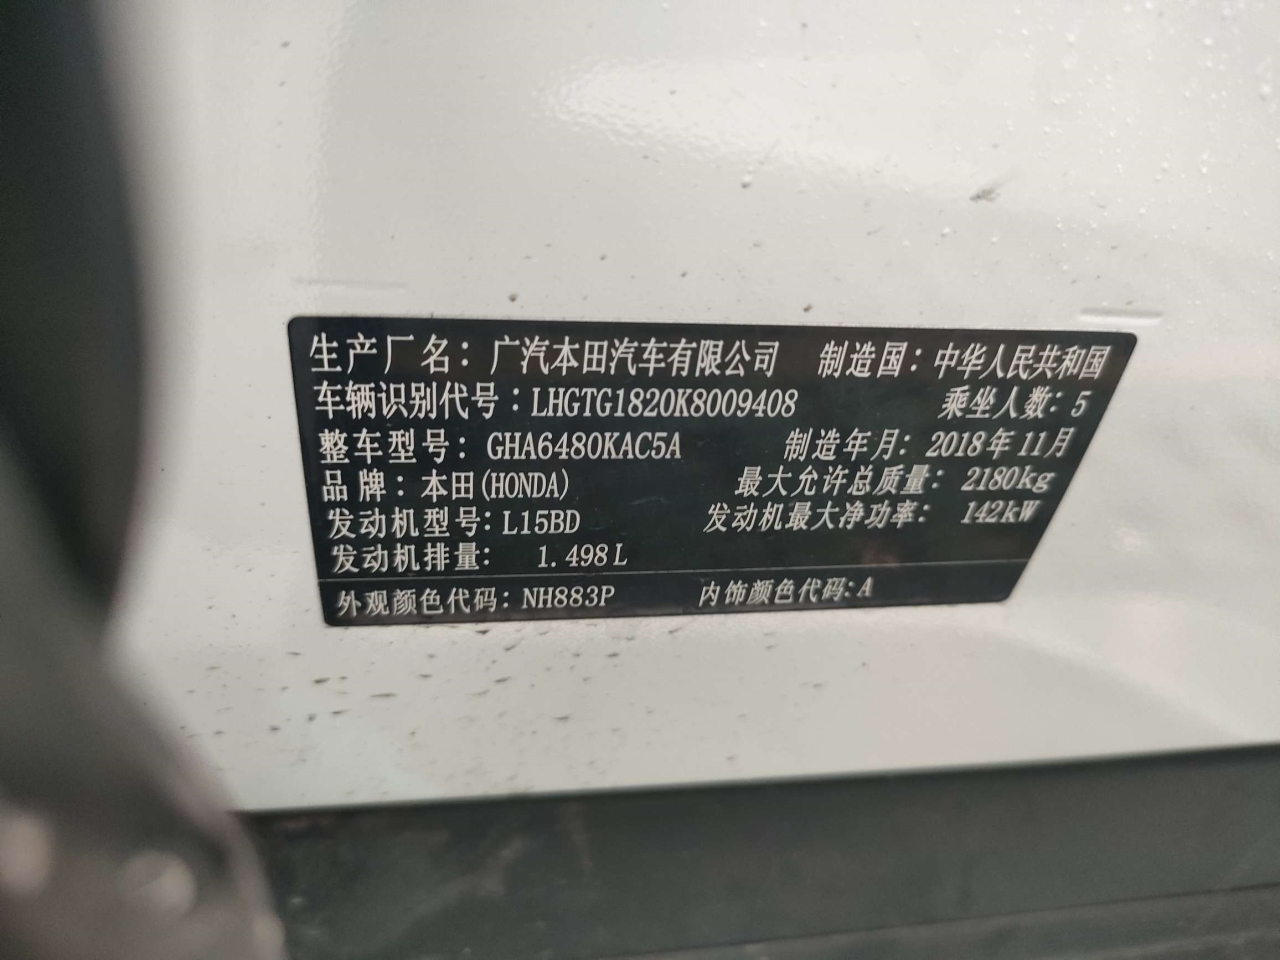 生产厂名：广汽本田汽车有限公司 制造国：中华人民共和国
车辆识别代号：LHGTG1820K8009408 乘坐人数：5
整车型号：GHA6480KAC5A 制造年月：2018年11月
品牌：本田(HONDA) 最大允许总质量：2180kg
发动机型号：L15BD 发动机最大净功率：142kW
发动机排量：1.498L
外观颜色代码：NH883P 内饰颜色代码：A